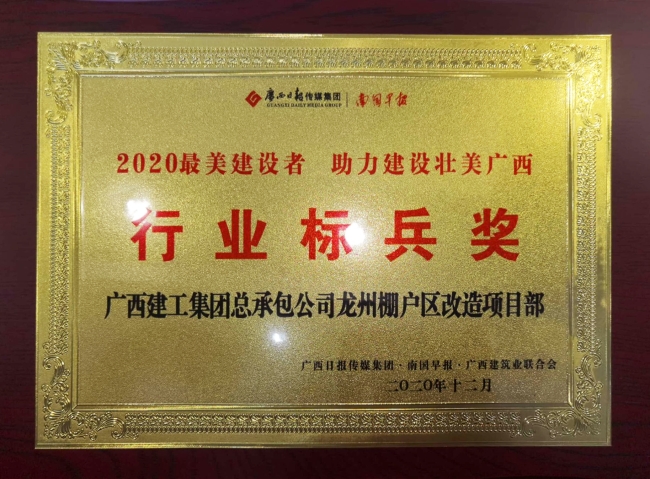 广西日报传媒集团 南国早报
GUANGXI DAILY MEDIA GROUP
2020最美建设者 助力建设壮美广西
行业标兵奖
广西建工集团总承包公司龙州棚户区改造项目部
广西日报传媒集团·南国早报·广西建筑业联合会
二〇二〇年十二月